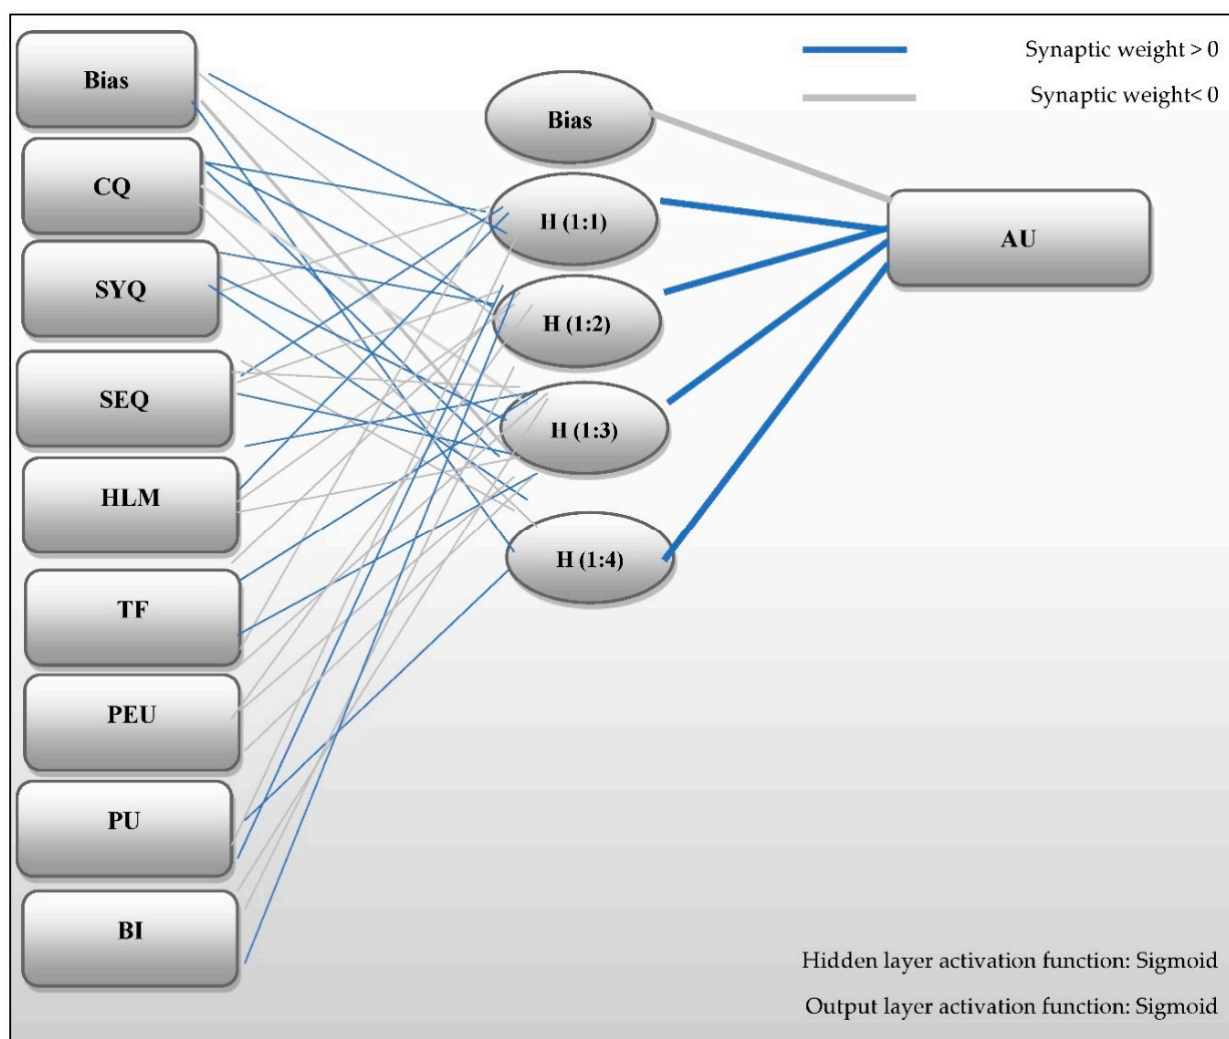 Bias
CQ
SYQ
SEQ
HLM
TF
PEU
PU
BI
Bias
H (1:1)
H (1:2)
H (1:3)
H (1:4)
AU
Synaptic weight > 0
Synaptic weight< 0
Hidden layer activation function: Sigmoid
Output layer activation function: Sigmoid